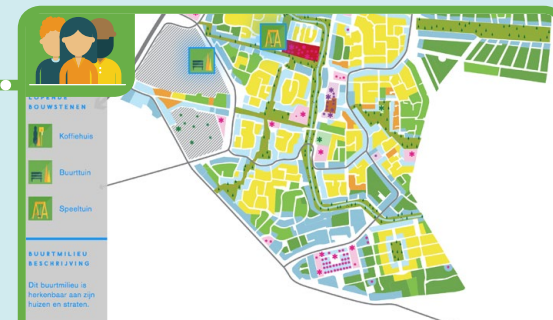 BOUWSTENEN
Koffiehuis
Buurttuin
Speeltuin
BUURTMILIEU
BESCHRIJVING
Dit buurtmilieu is
herkenbaar aan zijn
huizen en straten.